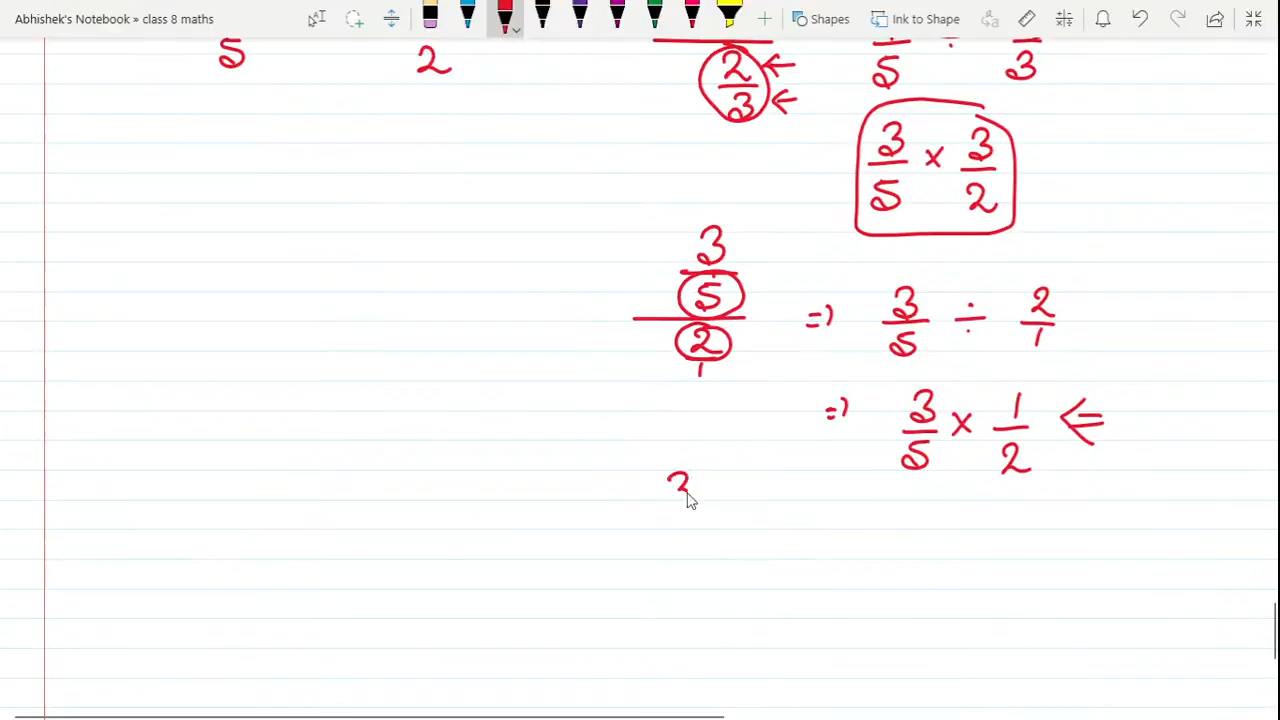 Abhishek's Notebook » class 8 maths
Shapes
Ink to Shape
5 2 2/3 5 ÷ 3
3/5 × 3/2
3/5 / 2/1 => 3/5 ÷ 2/1
=> 3/5 × 1/2 <=
3